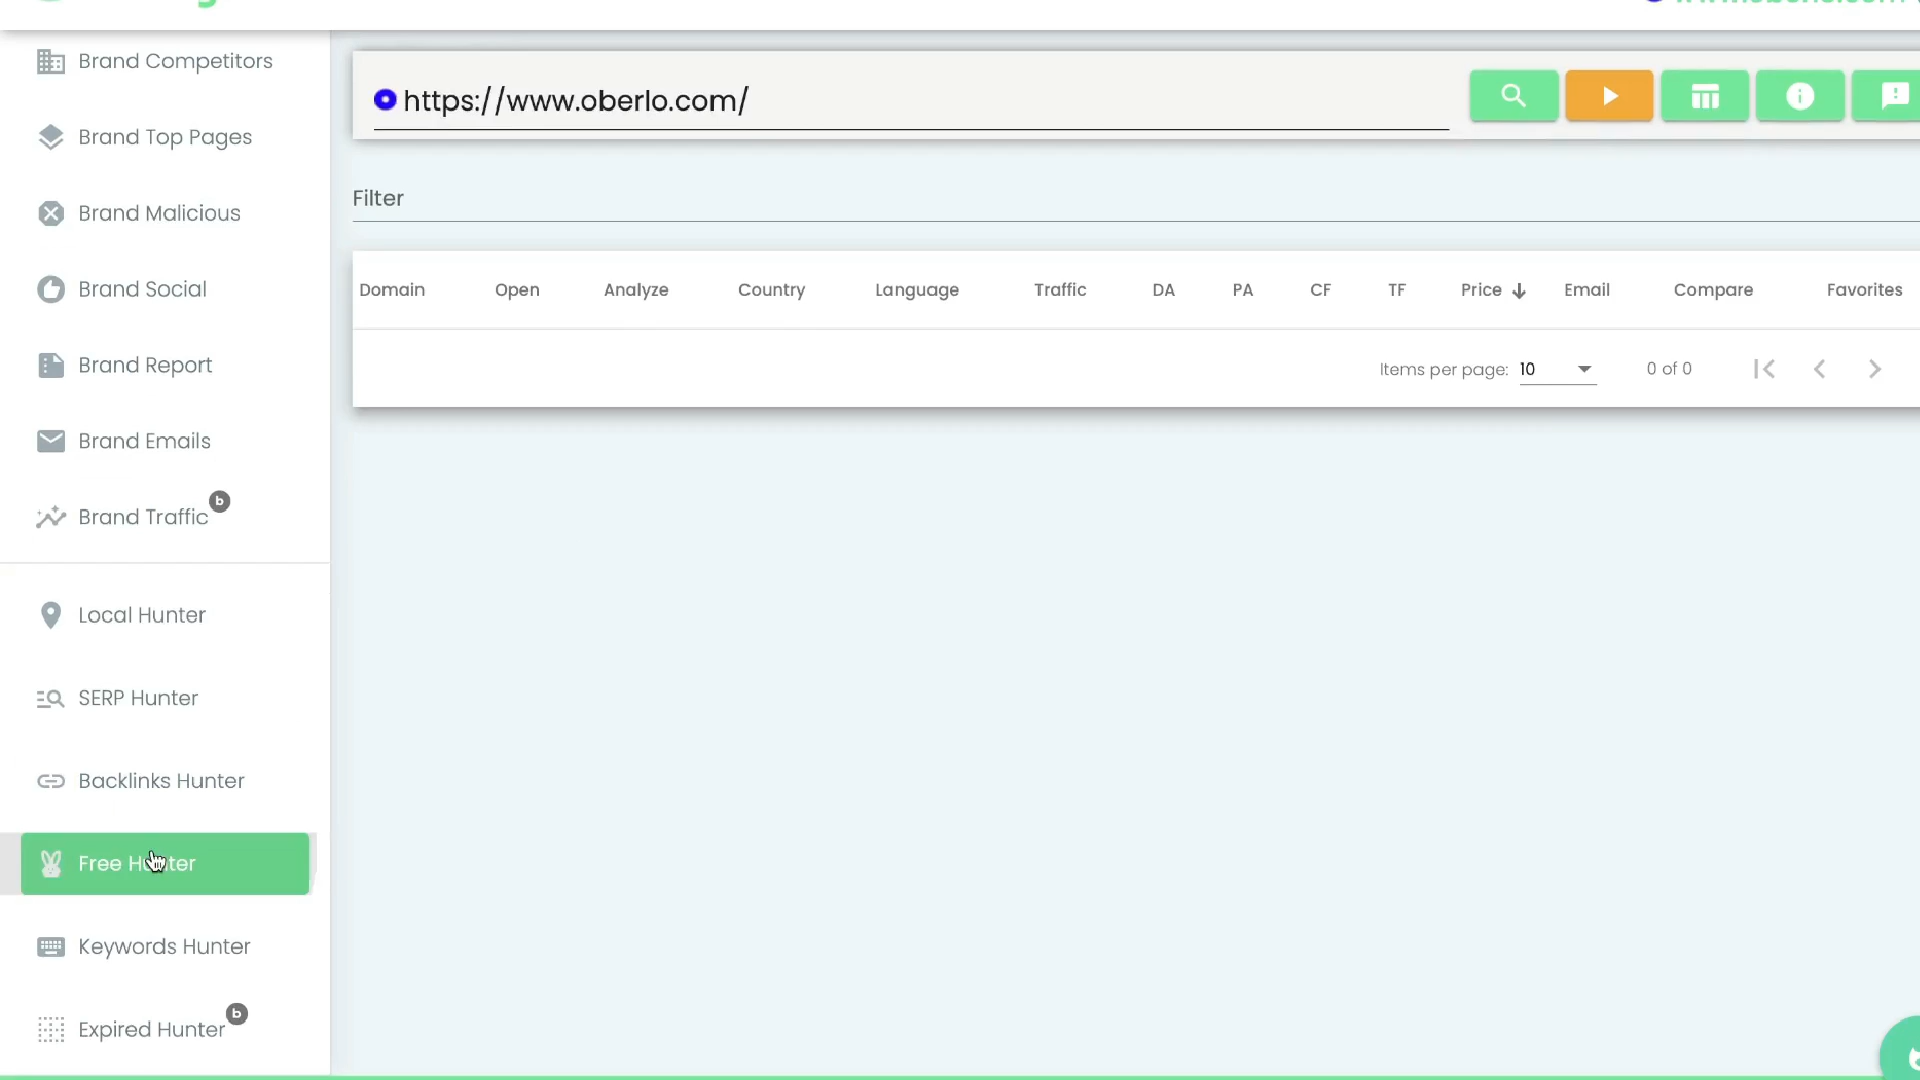 Brand Competitors
Brand Top Pages
Brand Malicious
Brand Social
Brand Report
Brand Emails
Brand Traffic b
Local Hunter
SERP Hunter
Backlinks Hunter
Free Hunter
Keywords Hunter
Expired Hunter b
https://www.oberlo.com/
Filter
Domain Open Analyze Country Language Traffic DA PA CF TF Price Email Compare Favorites
Items per page: 10 0 of 0